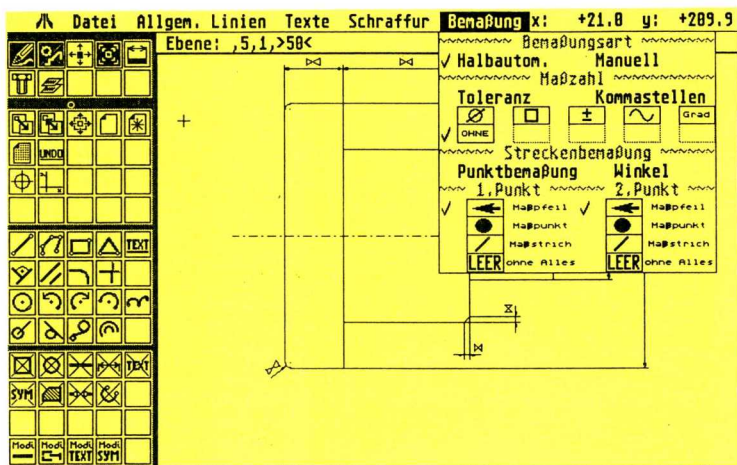 Datei Allgem. Linien Texte Schraffur Bemaßung x: +21.0 y: +209.9
Ebene: ,5,1,>50<
Bemaßungsart
✓ Halbautom. Manuell
Maßzahl
Toleranz Kommastellen
± Grad
✓ OHNE
Streckenbemaßung
Punktbemaßung Winkel
1.Punkt 2.Punkt
✓ Maßpfeil ✓ Maßpfeil
Maßpunkt Maßpunkt
Maßstrich Maßstrich
LEER ohne Alles LEER ohne Alles
UNDO
TEXT
TEXT
SYM
Modi Modi Modi Modi
TEXT SYM